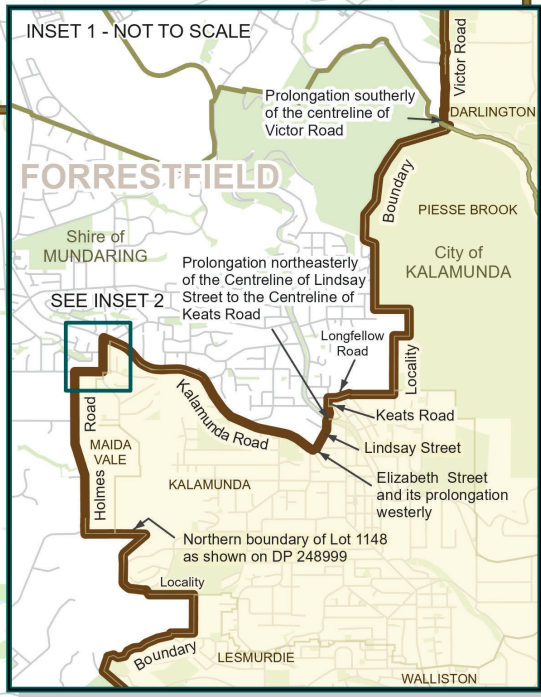 INSET 1 - NOT TO SCALE
Victor Road
Prolongation southerly
of the centreline of
Victor Road
DARLINGTON
FORRESTFIELD
Boundary
PIESSE BROOK
Shire of
MUNDARING
City of
KALAMUNDA
Prolongation northeasterly
of the Centreline of Lindsay
Street to the Centreline of
Keats Road
SEE INSET 2
Longfellow
Road
Locality
Road
Kalamunda Road
Keats Road
MAIDA
VALE
Lindsay Street
KALAMUNDA
Elizabeth Street
and its prolongation
westerly
Holmes
Northern boundary of Lot 1148
as shown on DP 248999
Locality
Boundary
LESMURDIE
WALLISTON